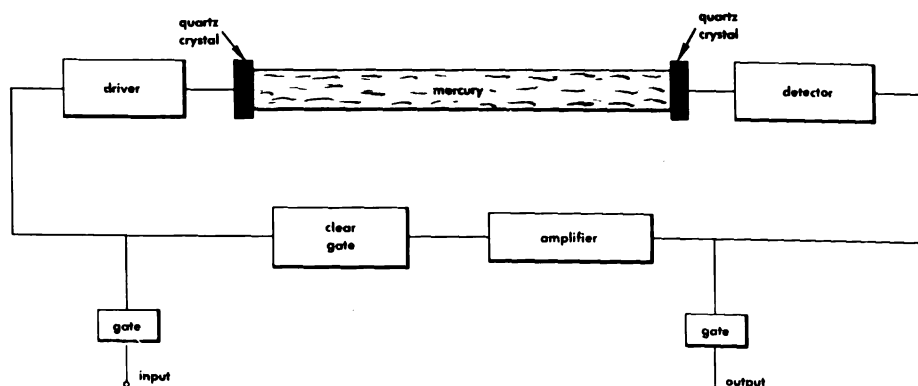 quartz
crystal
quartz
crystal
driver
mercury
detector
clear
gate
amplifier
gate
gate
input
output